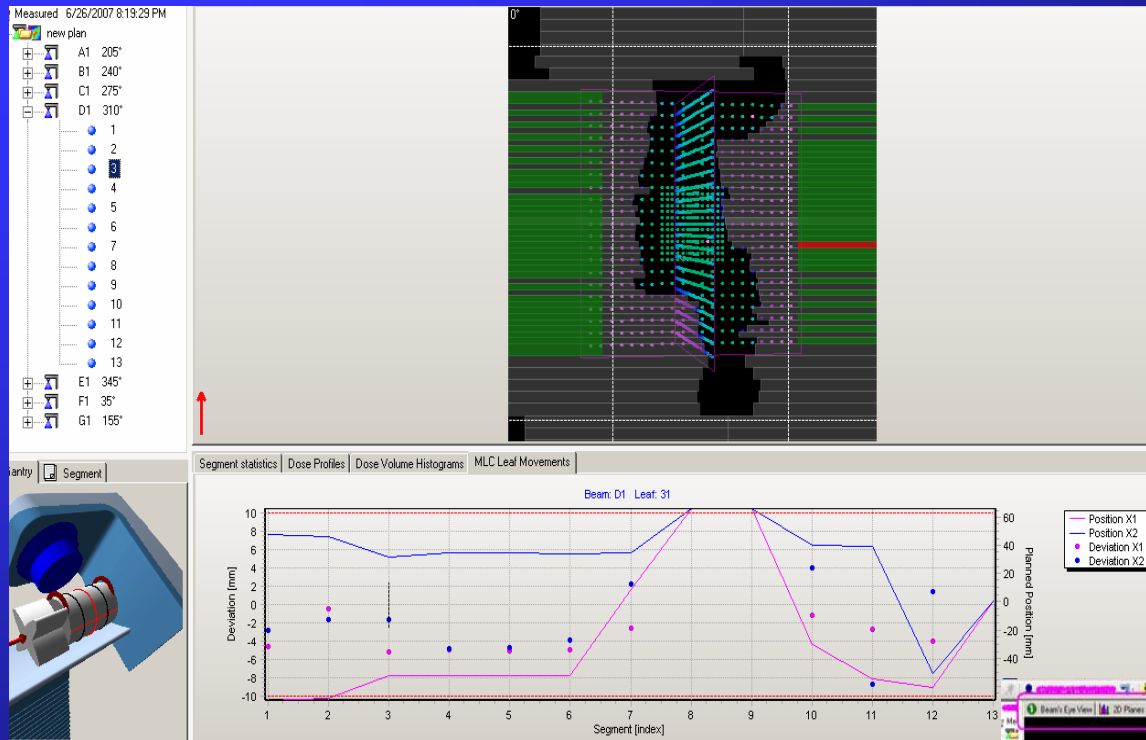 Measured 6/26/2007 8:19:29 PM
new plan
A1 205°
B1 240°
C1 275°
D1 310°
1
2
3
4
5
6
7
8
9
10
11
12
13
E1 345°
F1 35°
G1 155°
0°
Segment
Segment statistics Dose Profiles Dose Volume Histograms MLC Leaf Movements
Beam: D1 Leaf: 31
Deviation [mm]
10
8
6
4
2
0
-2
-4
-6
-8
-10
60
40
20
0
-20
-40
Planned Position [mm]
1 2 3 4 5 6 7 8 9 10 11 12 13
Segment [index]
Position X1
Position X2
Deviation X1
Deviation X2
Beam's Eye View 2D Planes